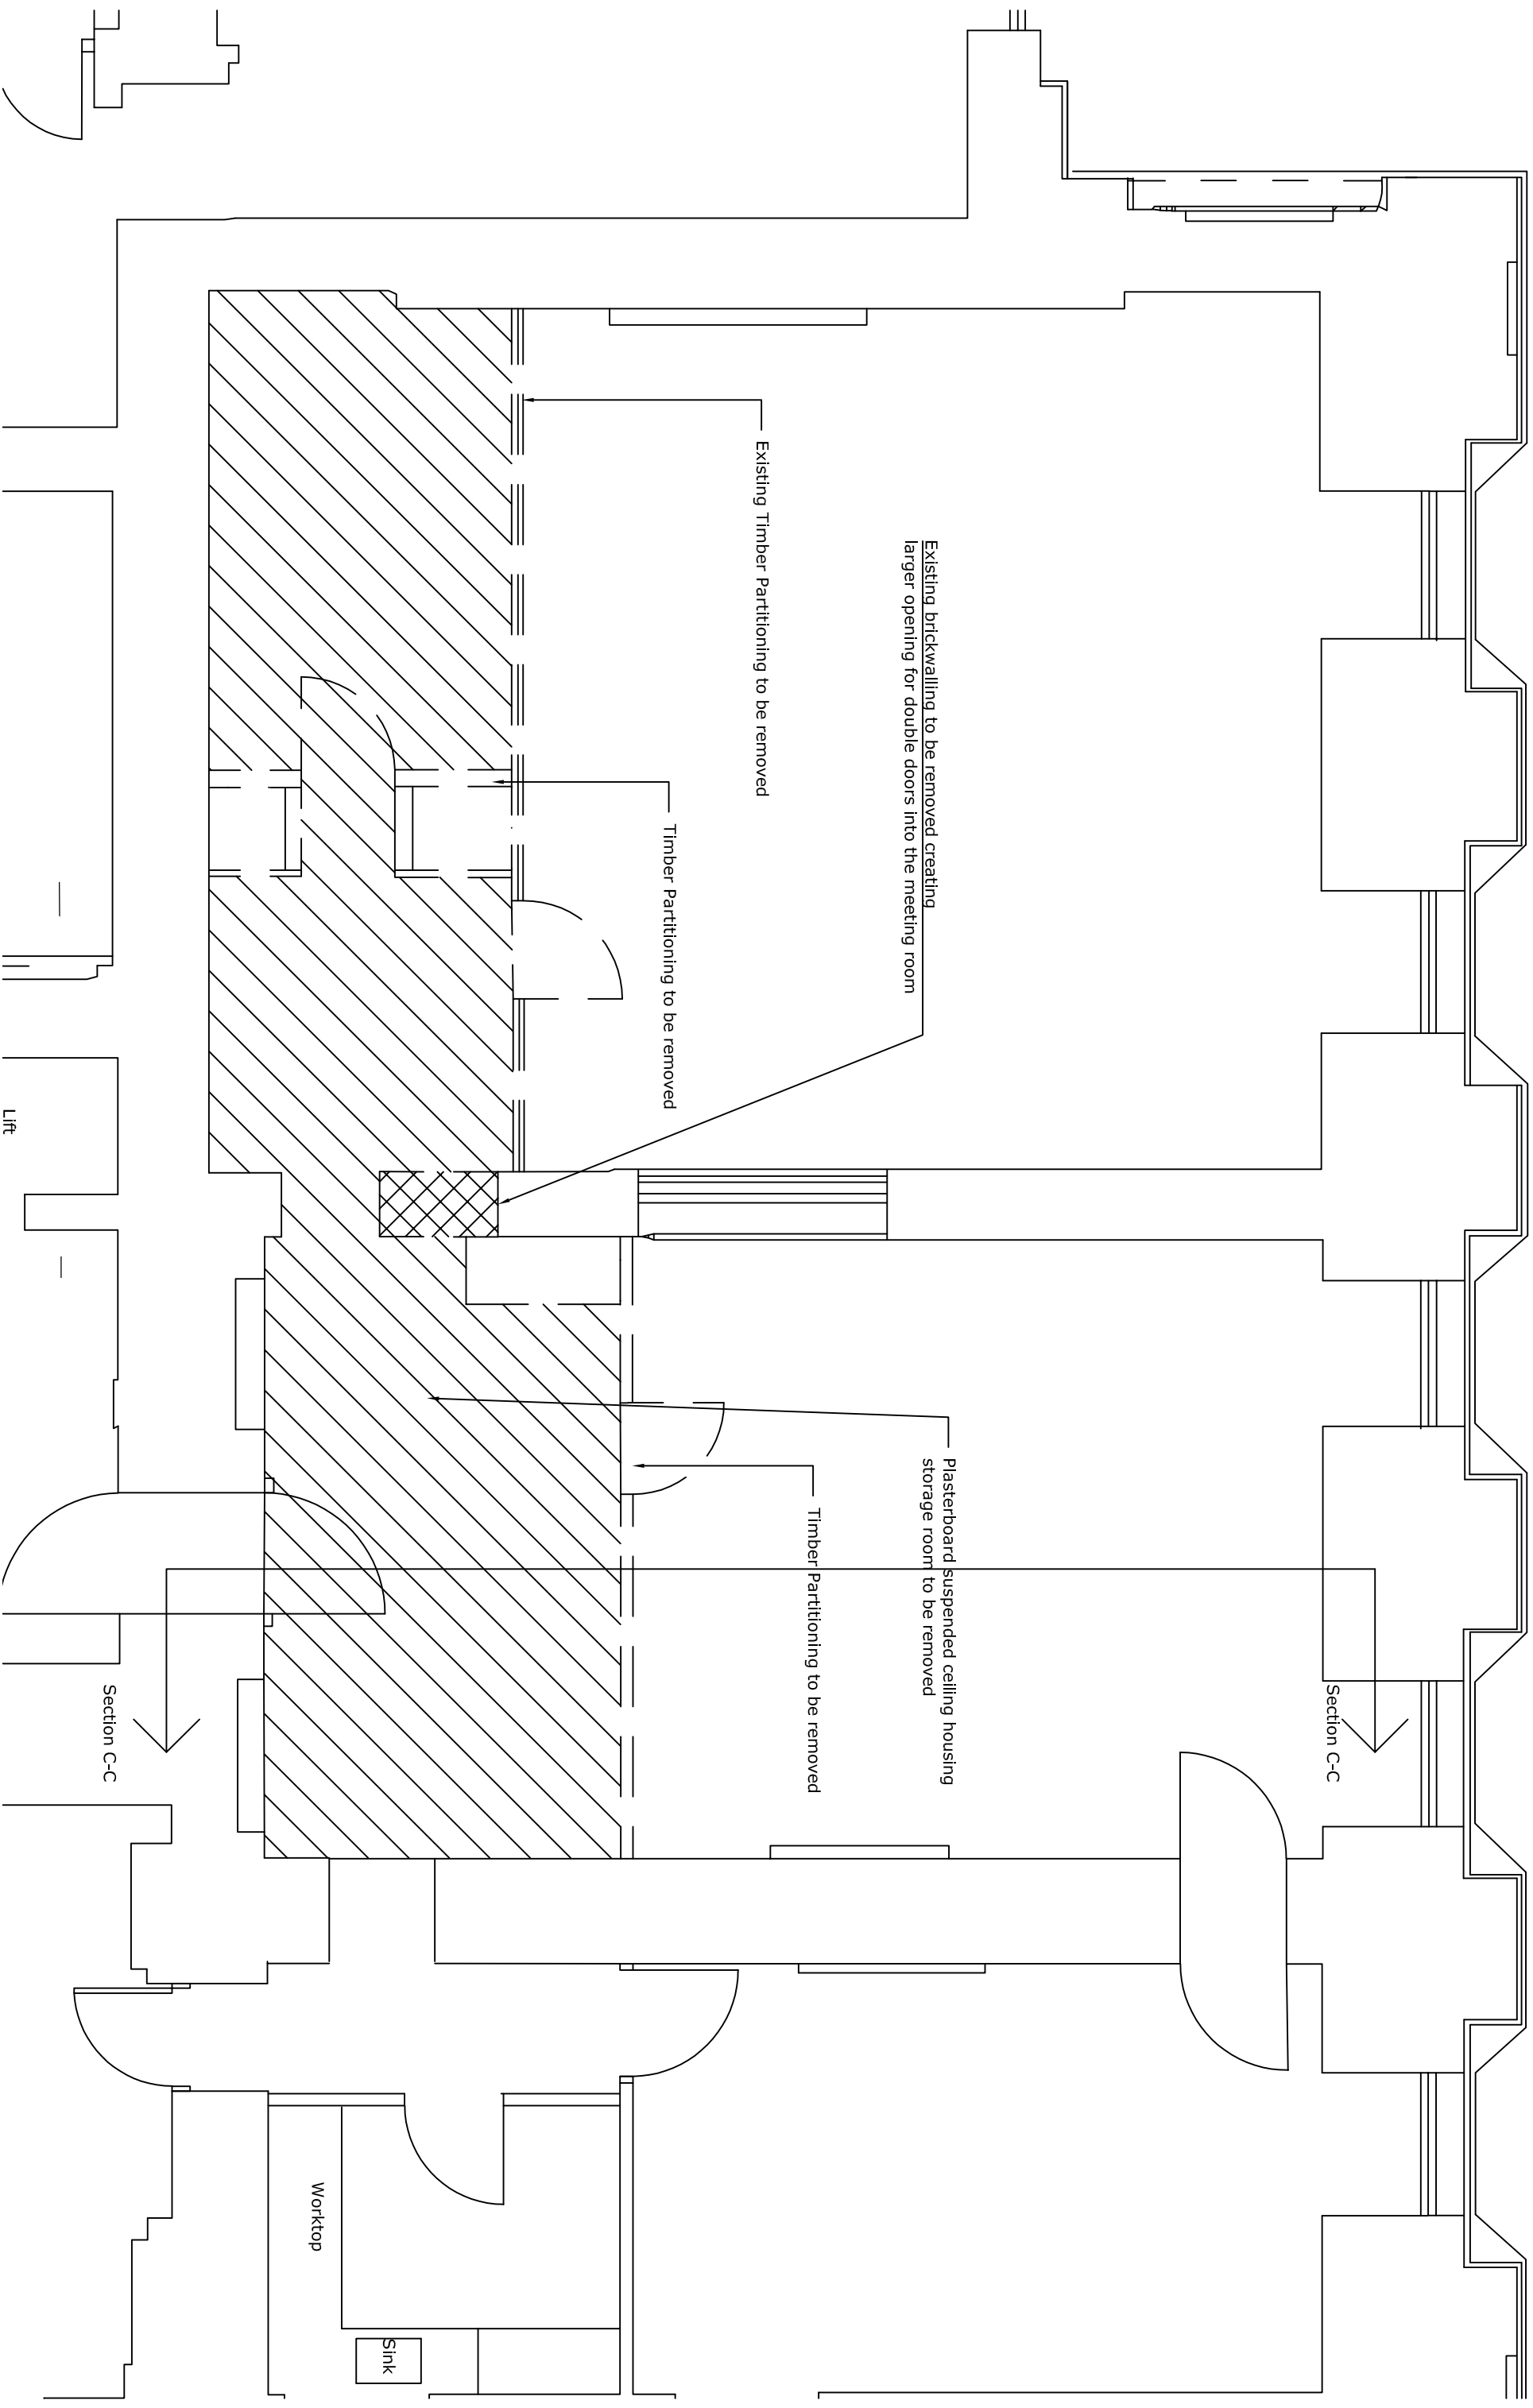 Section C-C
Existing brickwalling to be removed creating
larger opening for double doors into the meeting room
Plasterboard suspended ceiling housing
storage room to be removed
Existing Timber Partitioning to be removed
Timber Partitioning to be removed
Timber Partitioning to be removed
Sink
Worktop
Section C-C
Lift